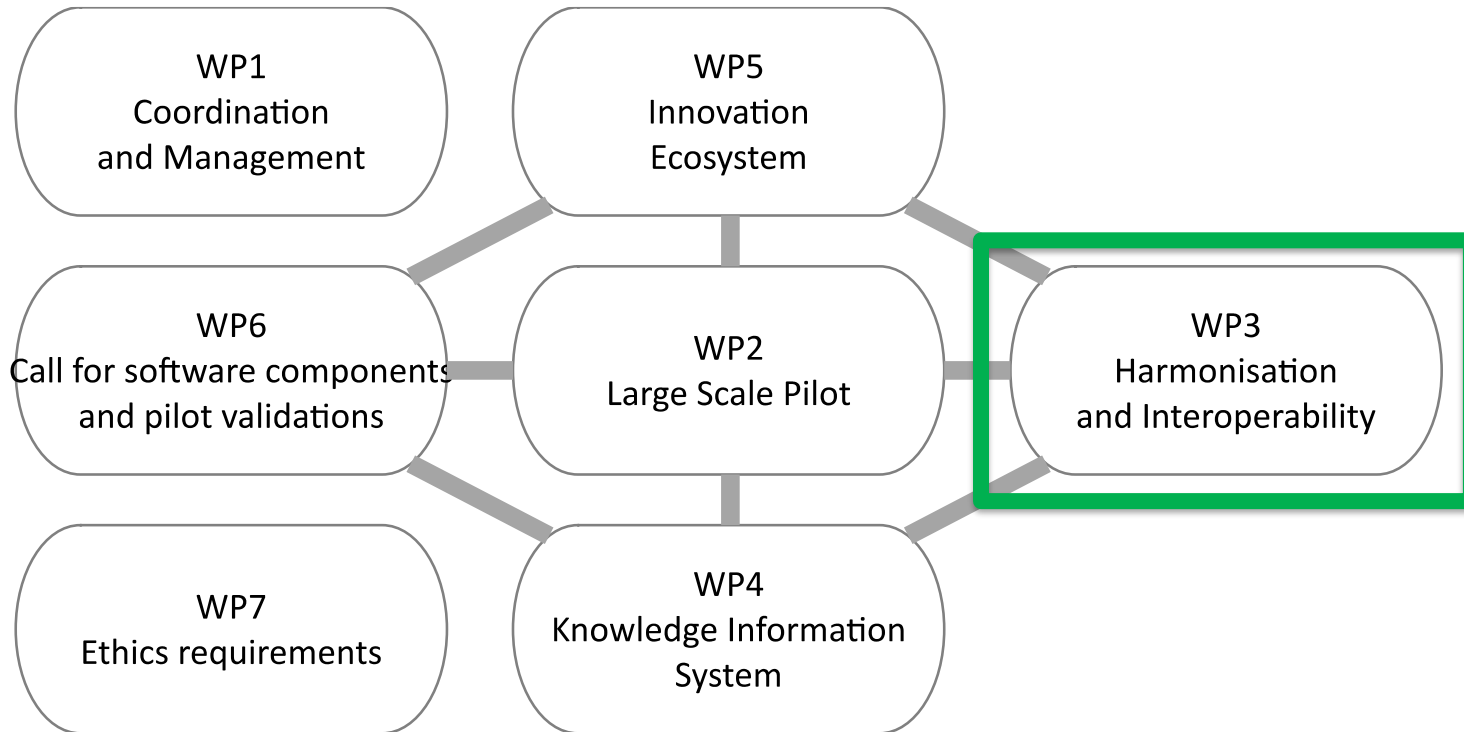 WP1
Coordination
and Management
WP5
Innovation
Ecosystem
WP6
Call for software components
and pilot validations
WP2
Large Scale Pilot
WP3
Harmonisation
and Interoperability
WP7
Ethics requirements
WP4
Knowledge Information
System